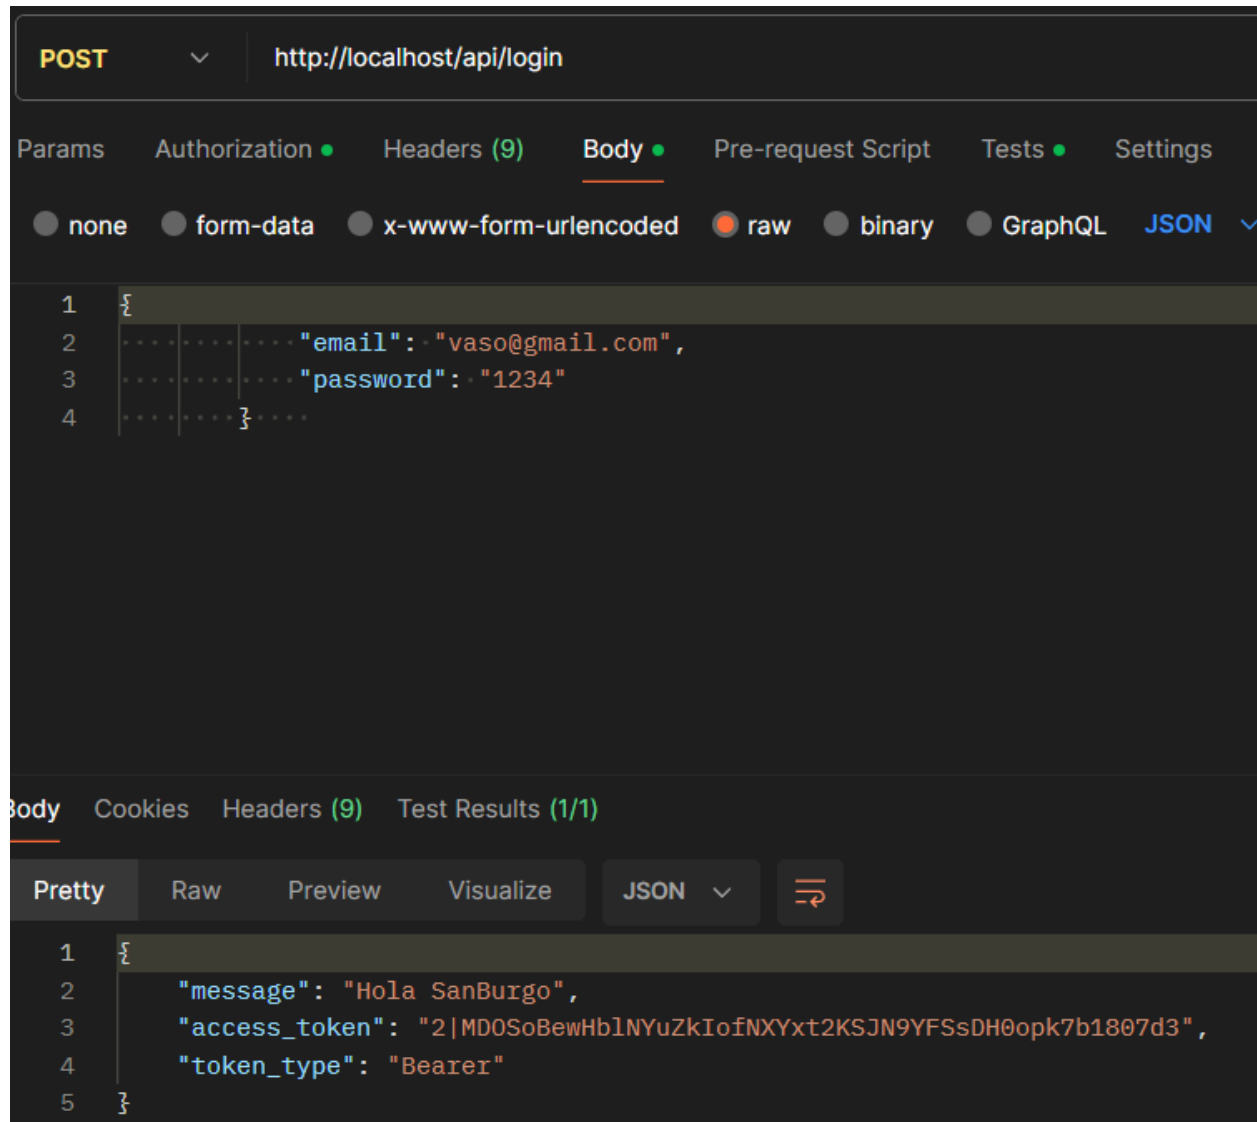 POST http://localhost/api/login
Params Authorization Headers (9) Body Pre-request Script Tests Settings
none form-data x-www-form-urlencoded raw binary GraphQL JSON
1 {
2 "email": "vaso@gmail.com",
3 "password": "1234"
4 }
Body Cookies Headers (9) Test Results (1/1)
Pretty Raw Preview Visualize JSON
1 {
2 "message": "Hola SanBurgo",
3 "access_token": "2|MDOSoBewHblNYuZkIofNXYxt2KSJN9YFSsDH0opk7b1807d3",
4 "token_type": "Bearer"
5 }